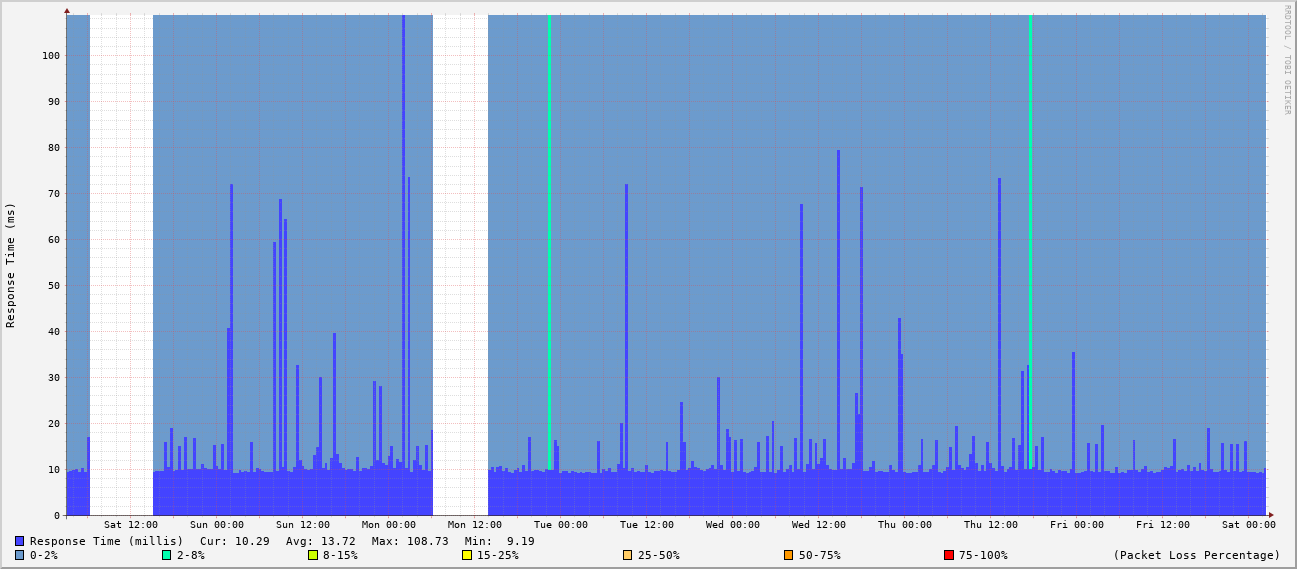 RRDTOOL / TOBI OETIKER
Response Time (ms)
100
90
80
70
60
50
40
30
20
10
0
Sat 12:00 Sun 00:00 Sun 12:00 Mon 00:00 Mon 12:00 Tue 00:00 Tue 12:00 Wed 00:00 Wed 12:00 Thu 00:00 Thu 12:00 Fri 00:00 Fri 12:00 Sat 00:00
Response Time (millis) Cur: 10.29 Avg: 13.72 Max: 108.73 Min: 9.19
0-2% 2-8% 8-15% 15-25% 25-50% 50-75% 75-100% (Packet Loss Percentage)